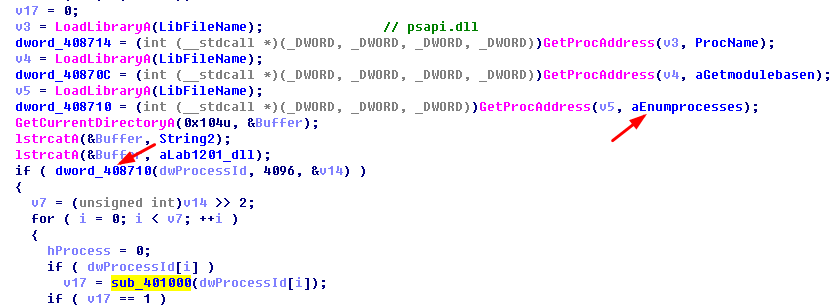 v17 = 0;
v3 = LoadLibraryA(LibFileName); // psapi.dll
dword_408714 = (int (__stdcall *)(_DWORD, _DWORD, _DWORD, _DWORD))GetProcAddress(v3, ProcName);
v4 = LoadLibraryA(LibFileName);
dword_40870C = (int (__stdcall *)(_DWORD, _DWORD, _DWORD, _DWORD))GetProcAddress(v4, aGetmodulebasen);
v5 = LoadLibraryA(LibFileName);
dword_408710 = (int (__stdcall *)(_DWORD, _DWORD, _DWORD))GetProcAddress(v5, aEnumprocesses);
GetCurrentDirectoryA(0x104u, &Buffer);
lstrcatA(&Buffer, String2);
lstrcatA(&Buffer, aLab1201_dll);
if ( dword_408710(dwProcessId, 4096, &v14) )
{
v7 = (unsigned int)v14 >> 2;
for ( i = 0; i < v7; ++i )
{
hProcess = 0;
if ( dwProcessId[i] )
v17 = sub_401000(dwProcessId[i]);
if ( v17 == 1 )